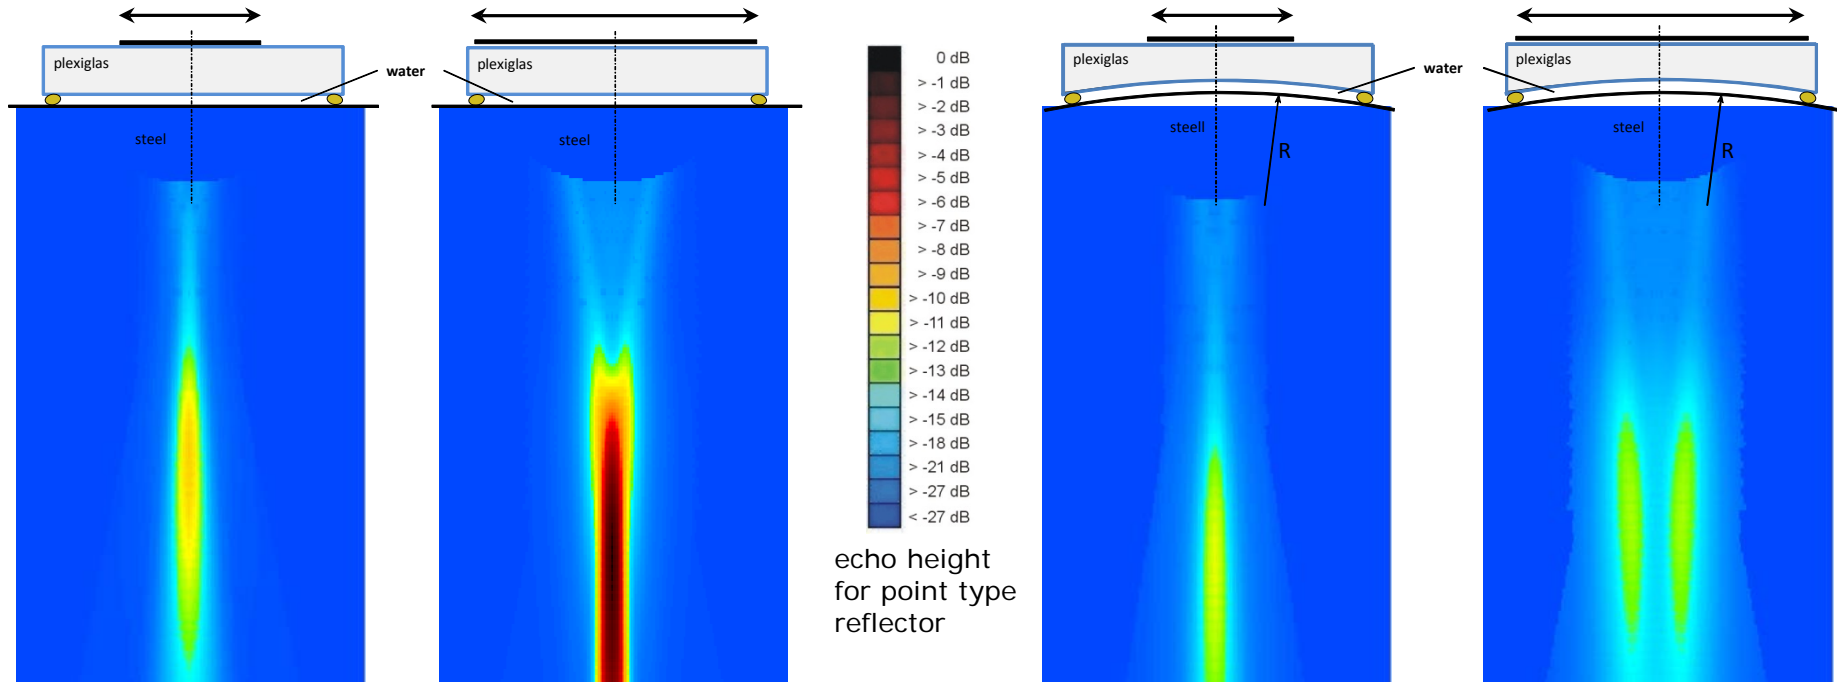 plexiglas
water
steel
plexiglas
steel
0 dB
> -1 dB
> -2 dB
> -3 dB
> -4 dB
> -5 dB
> -6 dB
> -7 dB
> -8 dB
> -9 dB
> -10 dB
> -11 dB
> -12 dB
> -13 dB
> -14 dB
> -15 dB
> -18 dB
> -21 dB
> -27 dB
< -27 dB
echo height
for point type
reflector
plexiglas
water
steell
R
plexiglas
steel
R